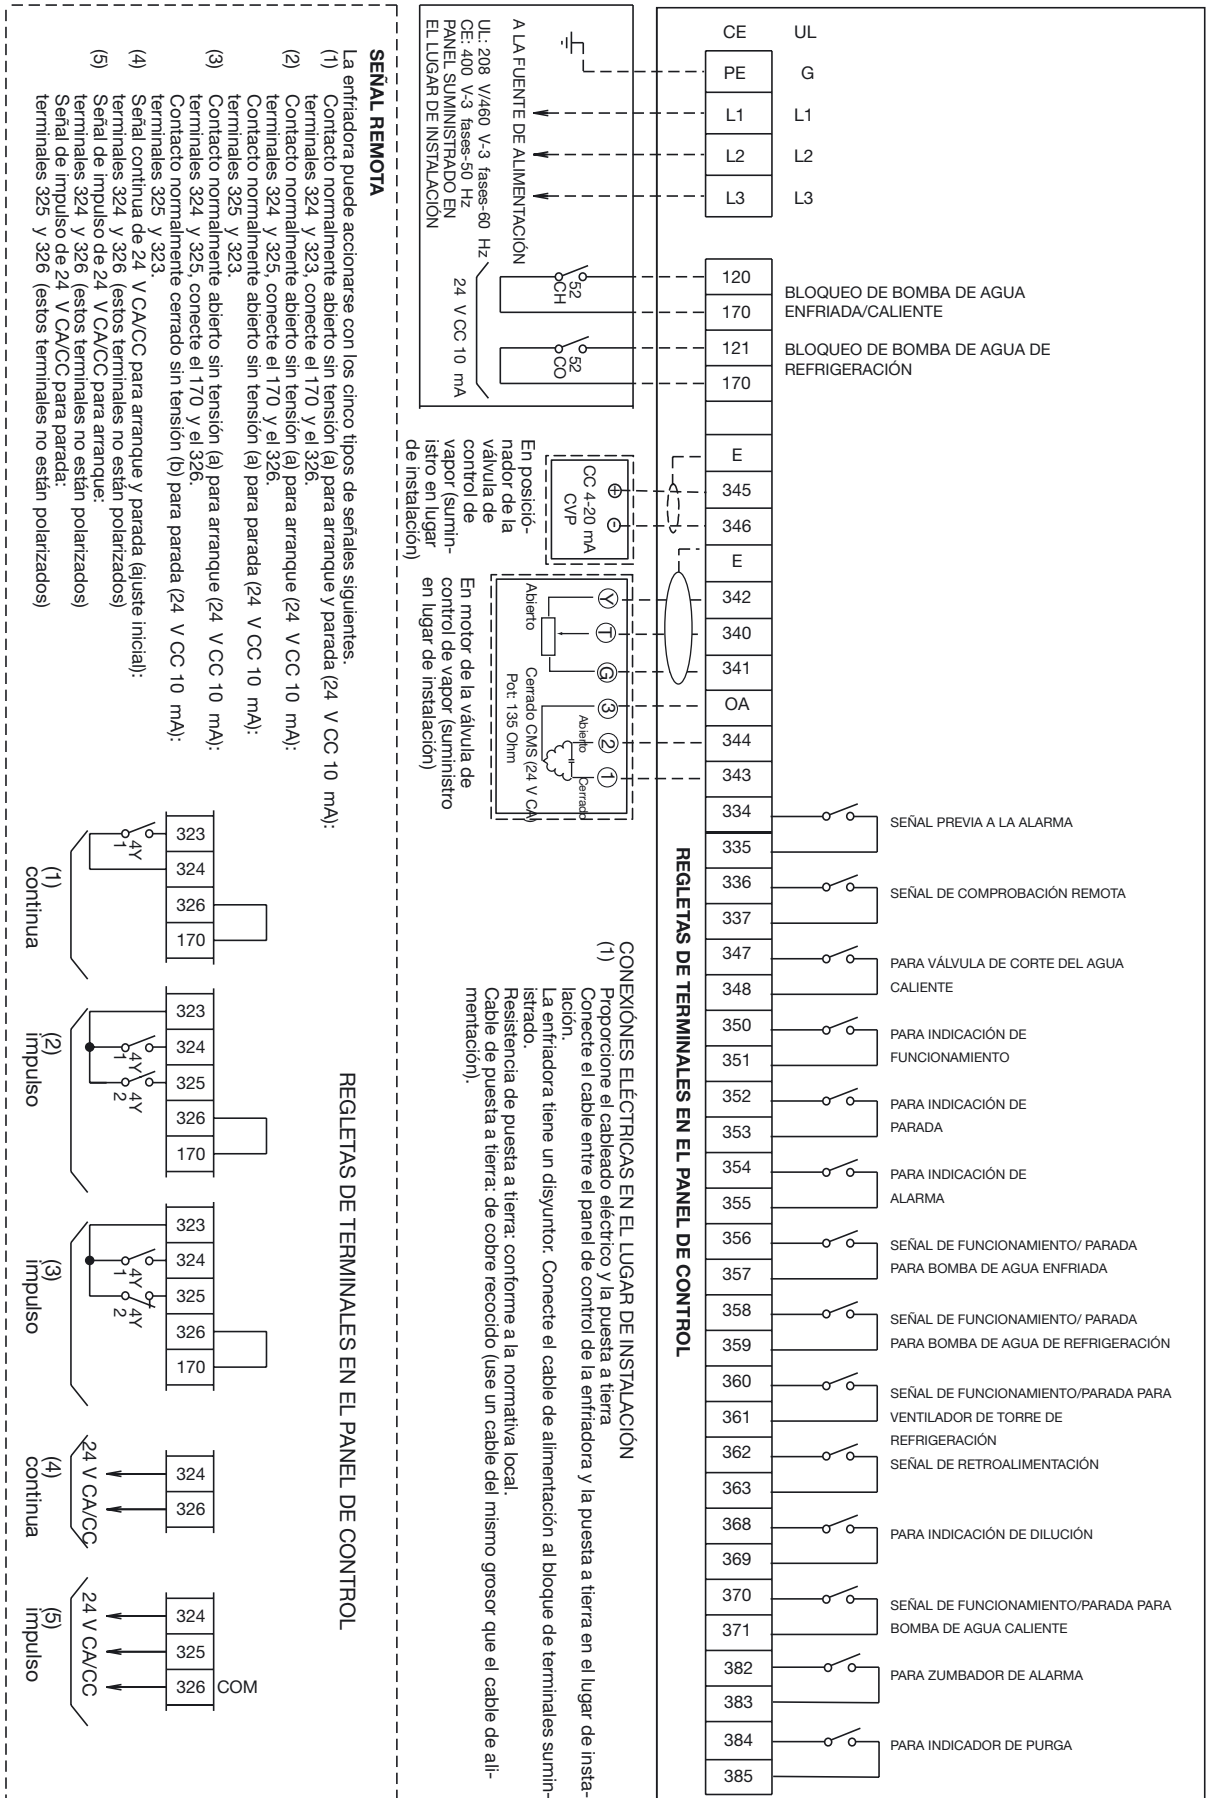 CE UL
PE G
L1 L1
L2 L2
L3 L3
120
170
BLOQUEO DE BOMBA DE AGUA
ENFRIADA/CALIENTE
121
170
BLOQUEO DE BOMBA DE AGUA DE
REFRIGERACIÓN
E
345
346
E
342
340
341
OA
344
343
334
335
SEÑAL PREVIA A LA ALARMA
336
337
SEÑAL DE COMPROBACIÓN REMOTA
347
348
PARA VÁLVULA DE CORTE DEL AGUA
CALIENTE
350
351
PARA INDICACIÓN DE
FUNCIONAMIENTO
352
353
PARA INDICACIÓN DE
PARADA
354
355
PARA INDICACIÓN DE
ALARMA
356
357
SEÑAL DE FUNCIONAMIENTO/ PARADA
PARA BOMBA DE AGUA ENFRIADA
358
359
SEÑAL DE FUNCIONAMIENTO/ PARADA
PARA BOMBA DE AGUA DE REFRIGERACIÓN
360
361
SEÑAL DE FUNCIONAMIENTO/PARADA PARA
VENTILADOR DE TORRE DE
REFRIGERACIÓN
362
363
SEÑAL DE RETROALIMENTACIÓN
368
369
PARA INDICACIÓN DE DILUCIÓN
370
371
SEÑAL DE FUNCIONAMIENTO/PARADA PARA
BOMBA DE AGUA CALIENTE
382
383
PARA ZUMBADOR DE ALARMA
384
385
PARA INDICADOR DE PURGA
REGLETAS DE TERMINALES EN EL PANEL DE CONTROL
A LA FUENTE DE ALIMENTACIÓN
UL: 208 V/460 V-3 fases-60 Hz
CE: 400 V-3 fases-50 Hz
PANEL SUMINISTRADO EN
EL LUGAR DE INSTALACIÓN
52
CH
52
CO
24 V CC 10 mA
+ -
CC 4-20 mA
CVP
En posició-
nador de la
válvula de
control de
vapor (sumin-
istro en lugar
de instalación)
Y T G 3 2 1
Abierto
Cerrado CMS (24 V CA)
Pot: 135 Ohm
Abierto
Cerrado
En motor de la válvula de
control de vapor (suministro
en lugar de instalación)
CONEXIÓNES ELÉCTRICAS EN EL LUGAR DE INSTALACIÓN
(1) Proporcione el cableado eléctrico y la puesta a tierra
Conecte el cable entre el panel de control de la enfriadora y la puesta a tierra en el lugar de insta-
lación.
La enfriadora tiene un disyuntor. Conecte el cable de alimentación al bloque de terminales sumin-
istrado.
Resistencia de puesta a tierra: conforme a la normativa local.
Cable de puesta a tierra: de cobre recocido (use un cable del mismo grosor que el cable de ali-
mentación).
SEÑAL REMOTA
La enfriadora puede accionarse con los cinco tipos de señales siguientes.
(1) Contacto normalmente abierto sin tensión (a) para arranque y parada (24 V CC 10 mA):
terminales 324 y 323, conecte el 170 y el 326.
(2) Contacto normalmente abierto sin tensión (a) para arranque (24 V CC 10 mA):
terminales 324 y 325, conecte el 170 y el 326.
Contacto normalmente abierto sin tensión (a) para parada (24 V CC 10 mA):
terminales 325 y 323.
(3) Contacto normalmente abierto sin tensión (a) para arranque (24 V CC 10 mA):
terminales 324 y 325, conecte el 170 y el 326.
Contacto normalmente cerrado sin tensión (b) para parada (24 V CC 10 mA):
terminales 325 y 323.
(4) Señal continua de 24 V CA/CC para arranque y parada (ajuste inicial):
terminales 324 y 326 (estos terminales no están polarizados)
(5) Señal de impulso de 24 V CA/CC para arranque:
terminales 324 y 326 (estos terminales no están polarizados)
Señal de impulso de 24 V CA/CC para parada:
terminales 325 y 326 (estos terminales no están polarizados)
REGLETAS DE TERMINALES EN EL PANEL DE CONTROL
323
324
326
170
4Y
1
(1)
continua
323
324
325
326
170
4Y
1
4Y
2
(2)
impulso
323
324
325
326
170
4Y
1
4Y
2
(3)
impulso
324
326
24 V CA/CC
(4)
continua
324
325
326 COM
24 V CA/CC
(5)
impulso